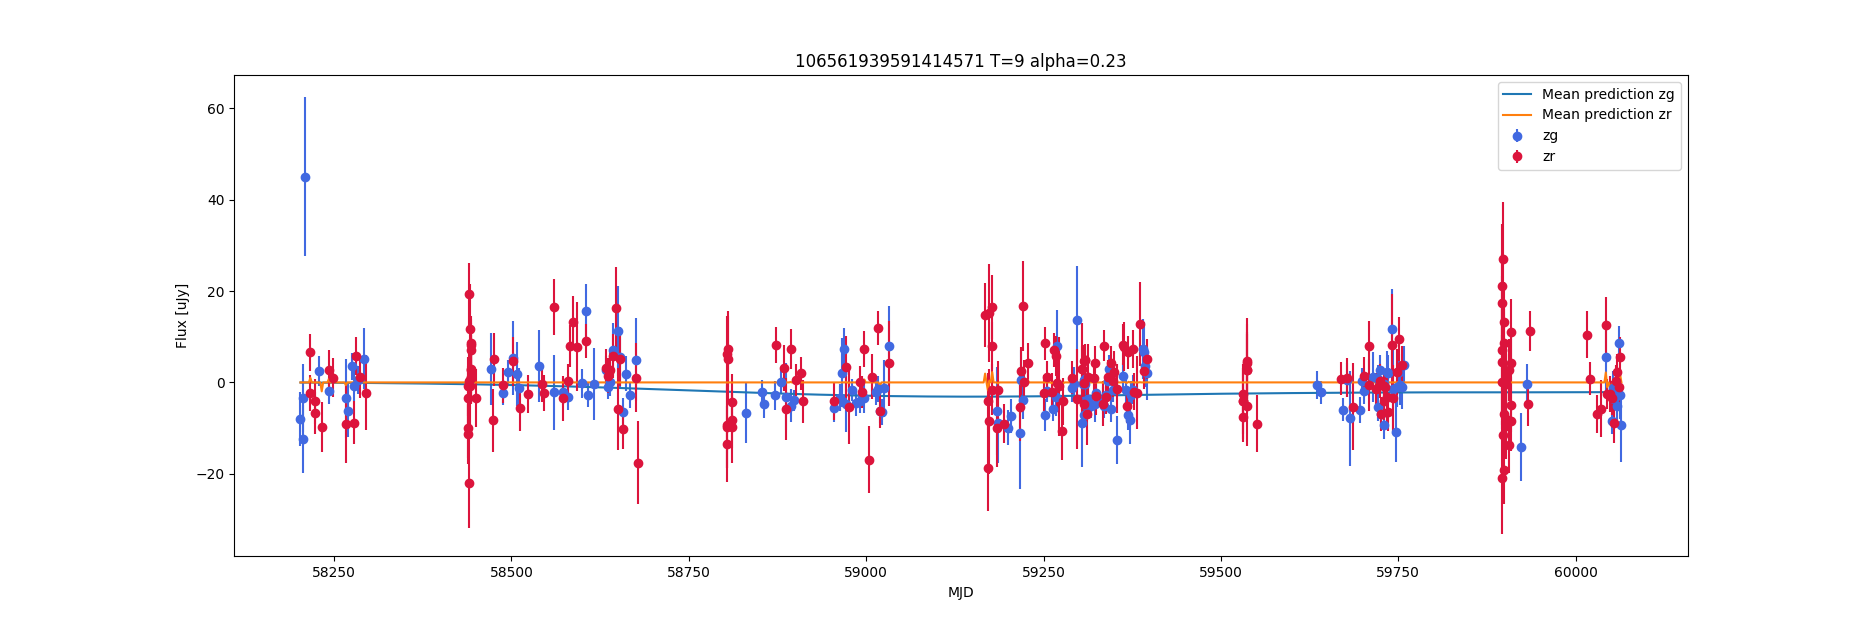 106561939591414571 T=9 alpha=0.23
Mean prediction zg
Mean prediction zr
zg
zr
Flux [uJy]
60
40
20
0
−20
58250 58500 58750 59000 59250 59500 59750 60000
MJD